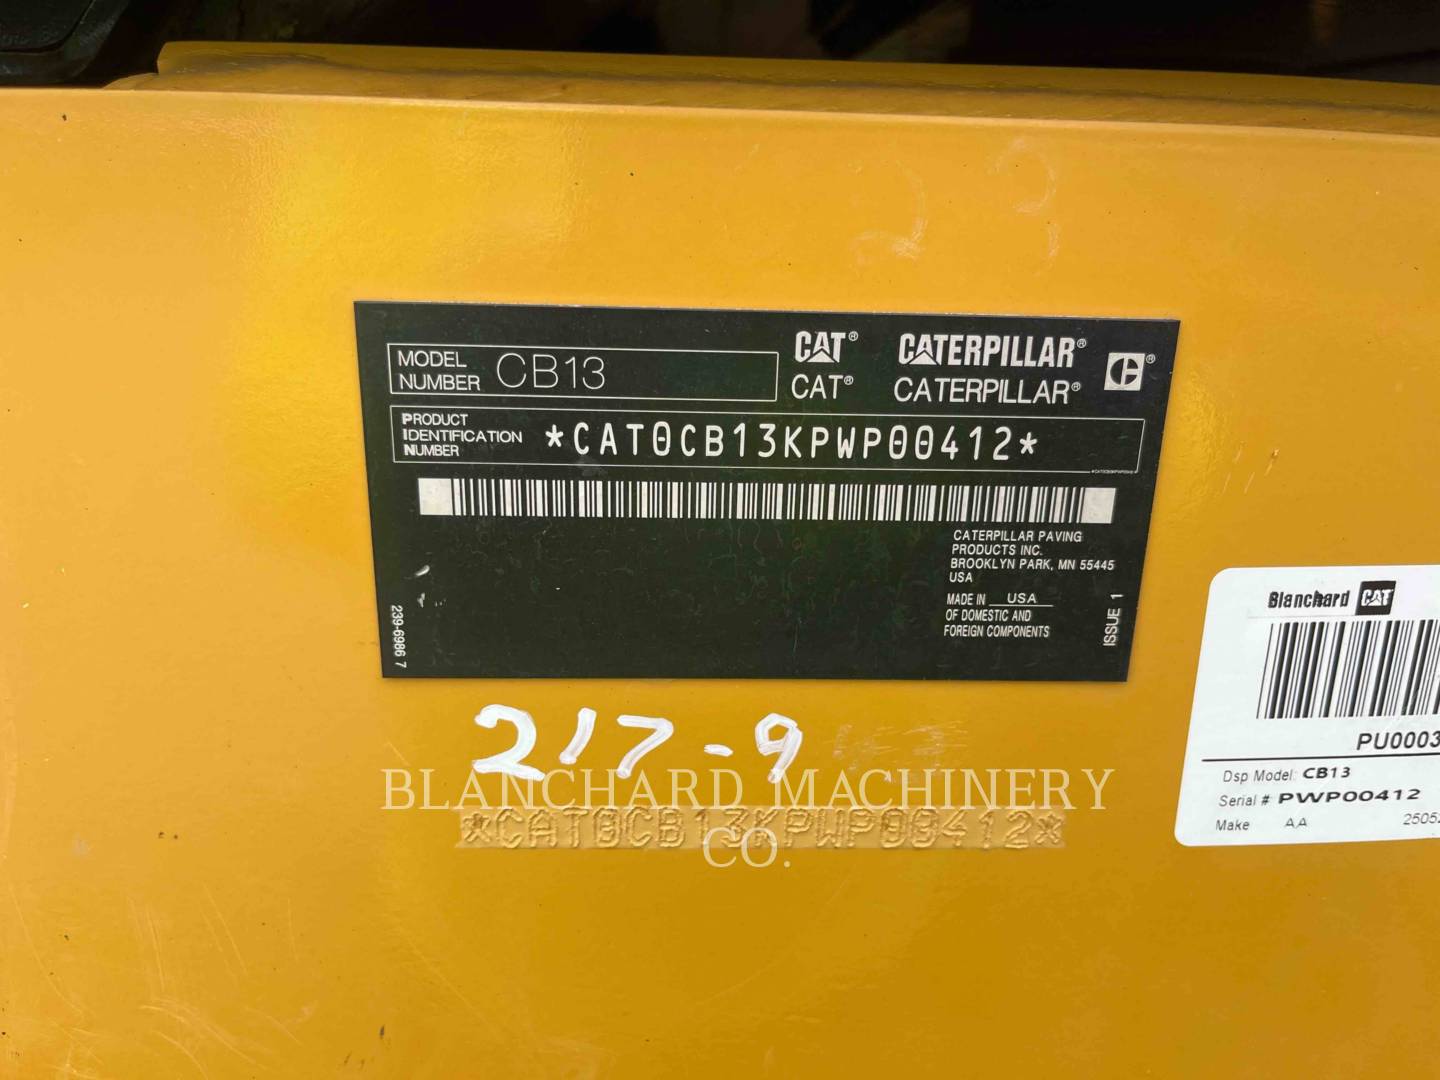 MODEL NUMBER CB13
CAT® CATERPILLAR®
CAT® CATERPILLAR®
PRODUCT IDENTIFICATION NUMBER *CAT0CB13KPWP00412*
CATERPILLAR PAVING
PRODUCTS INC.
BROOKLYN PARK, MN 55445
USA
MADE IN USA
OF DOMESTIC AND
FOREIGN COMPONENTS
ISSUE 1
239-6986 7
217-9
BLANCHARD MACHINERY
CO.
*CAT0CB13KPWP00412*
Blanchard CAT
PU0003
Dsp Model: CB13
Serial # PWP00412
Make AA 2505